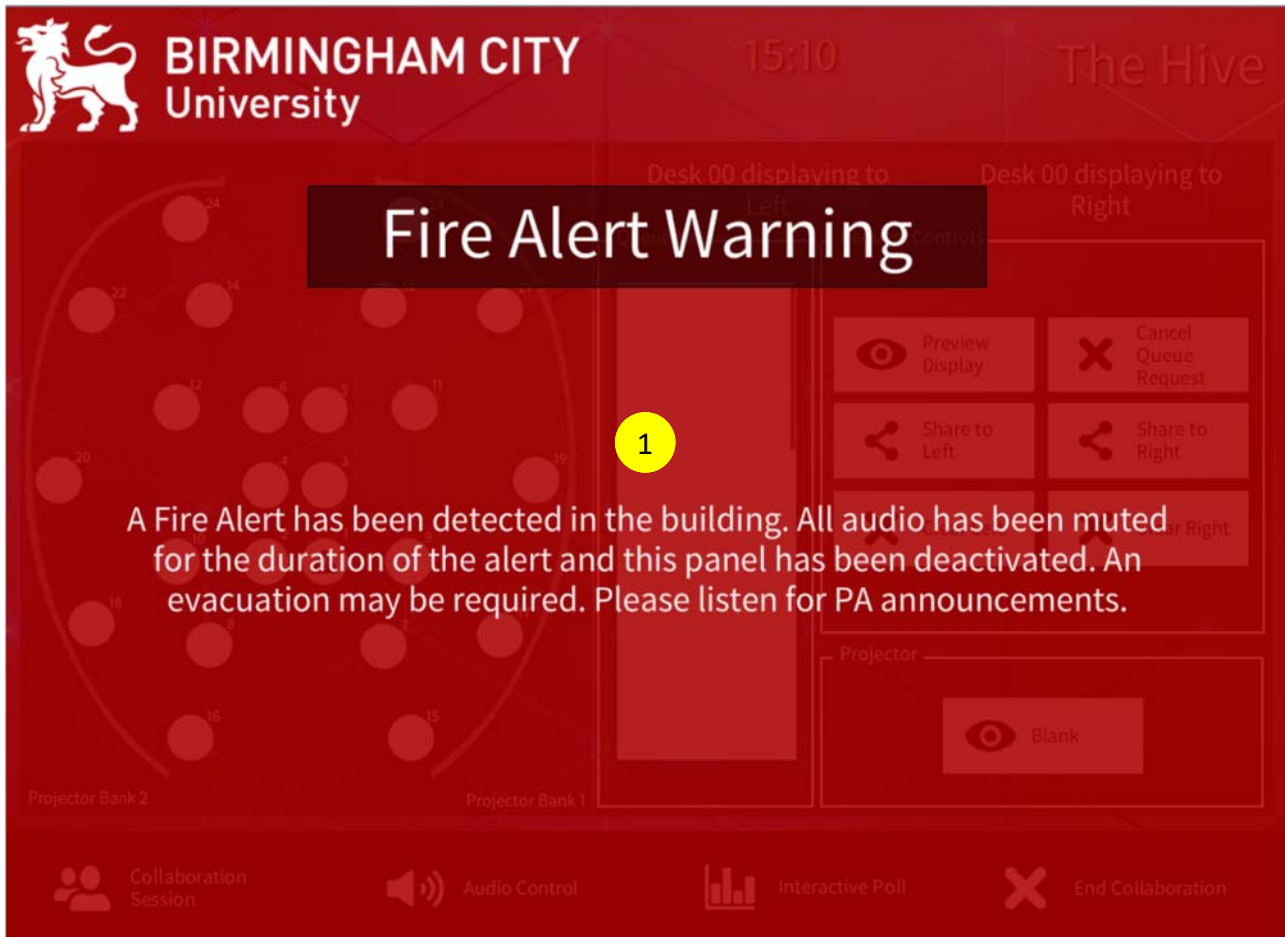 BIRMINGHAM CITY
University
15:10
The Hive
Desk 00 displaying to
Left
Desk 00 displaying to
Right
Fire Alert Warning
Controls
24
22
14
21
12
6
5
11
Preview
Display
Cancel
Queue
Request
1
20
4
3
19
Share to
Left
Share to
Right
A Fire Alert has been detected in the building. All audio has been muted
for the duration of the alert and this panel has been deactivated. An
evacuation may be required. Please listen for PA announcements.
Clear Right
10
9
18
8
7
Projector
16
15
Blank
Projector Bank 2
Projector Bank 1
Collaboration
Session
Audio Control
Interactive Poll
End Collaboration